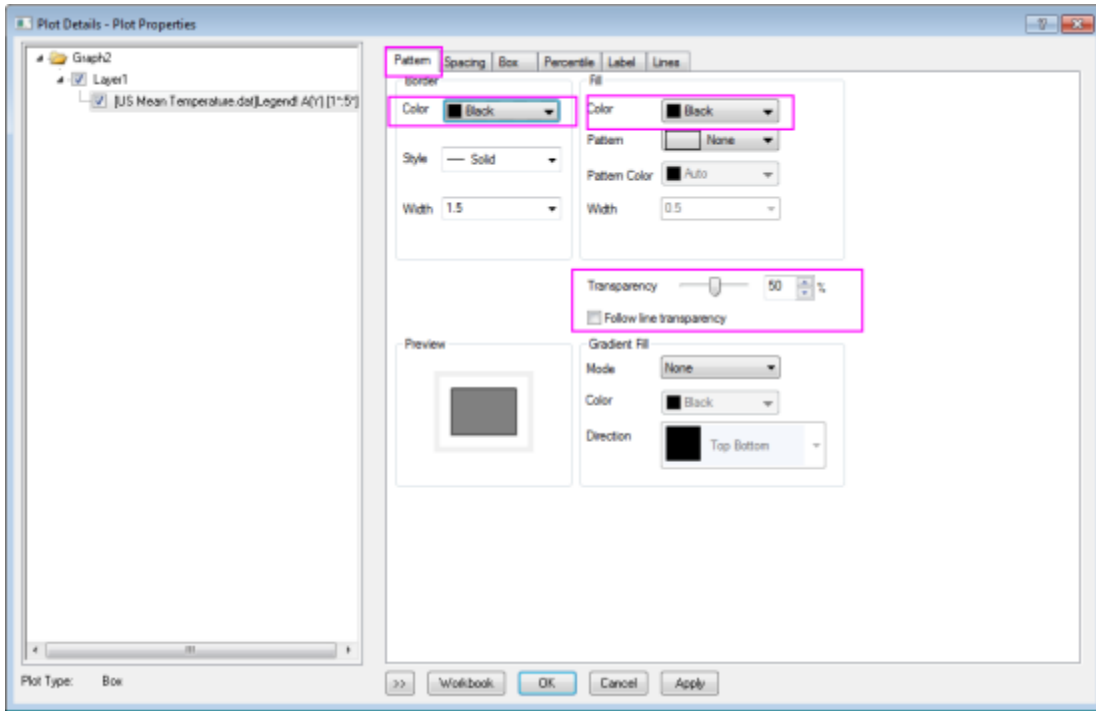 Plot Details - Plot Properties
Graph2
Layer1
[US Mean Temperature.dat]Legend! A(Y) [1*:5*]
Pattern Spacing Box Percentile Label Lines
Border
Color Black
Style Solid
Width 1.5
Fill
Color Black
Pattern None
Pattern Color Auto
Width 0.5
Transparency 50 %
Follow line transparency
Preview
Gradient Fill
Mode None
Color Black
Direction Top Bottom
Plot Type: Box
>> Workbook OK Cancel Apply